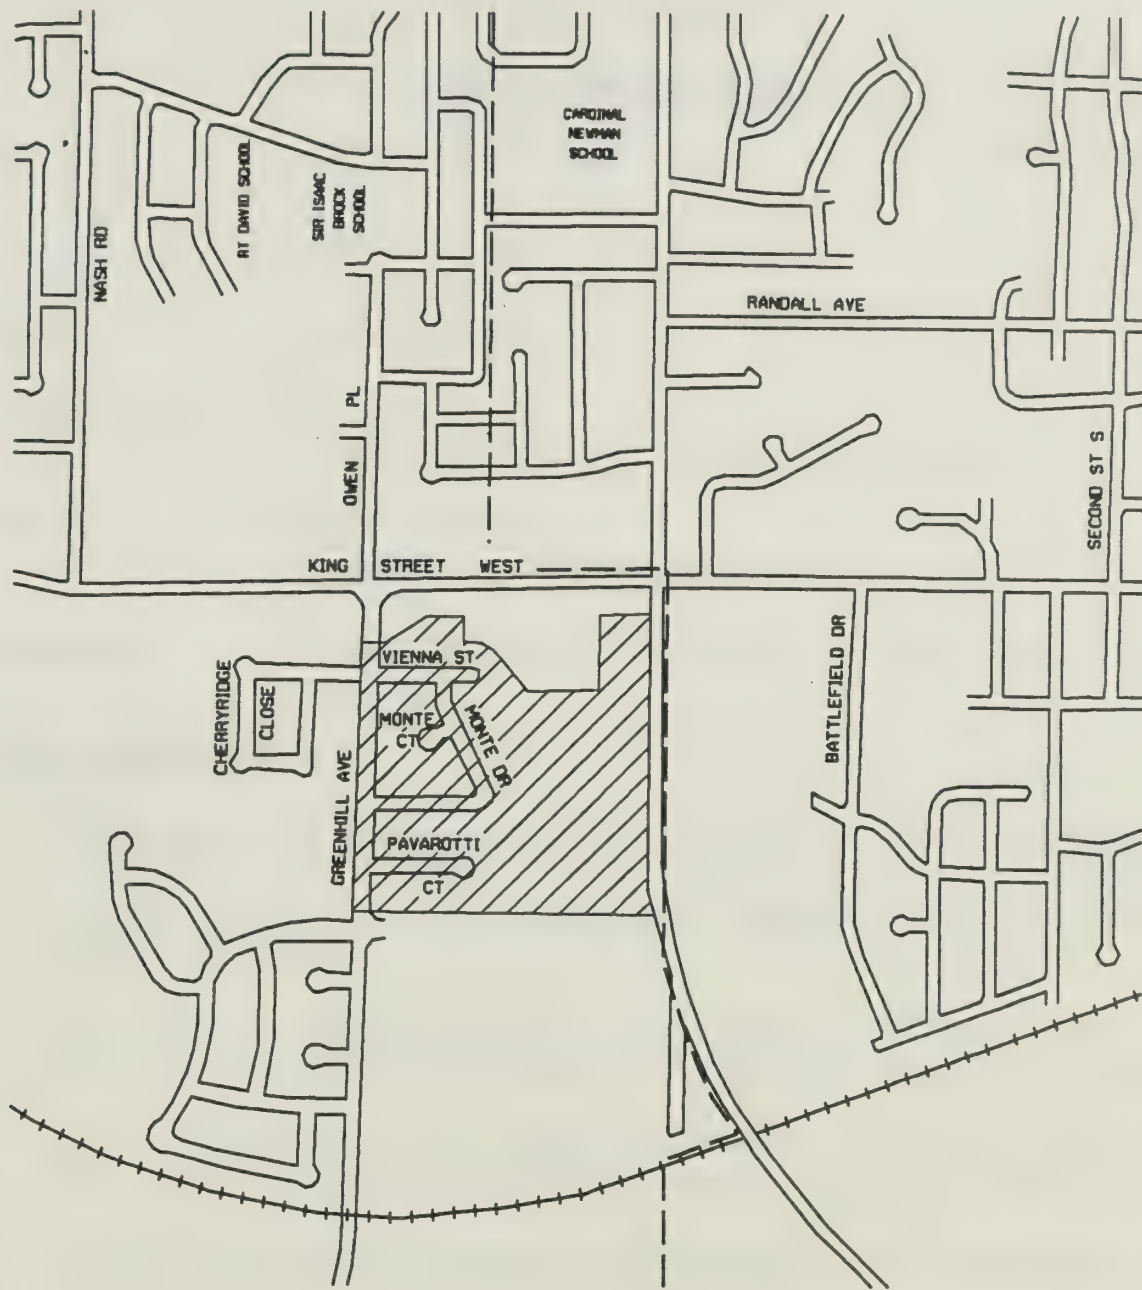 CARDINAL
NEWMAN
SCHOOL
RT DAVID SCHOOL
SIR ISAAC
BROCK
SCHOOL
NASH RD
RANDALL AVE
OWEN PL
SECOND ST S
KING STREET WEST
VIENNA ST
CHERRYRIDGE
CLOSE
MONTE
CT
MONTE DR
BATTLEFIELD DR
GREENHILL AVE
PAVAROTTI
CT